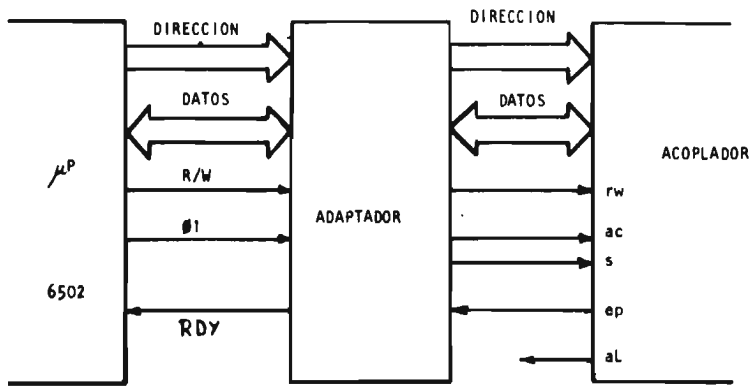 DIRECCION
DATOS
µP
R/W
Ø1
6502
RDY
ADAPTADOR
DIRECCION
DATOS
ACOPLADOR
rw
ac
s
ep
aL